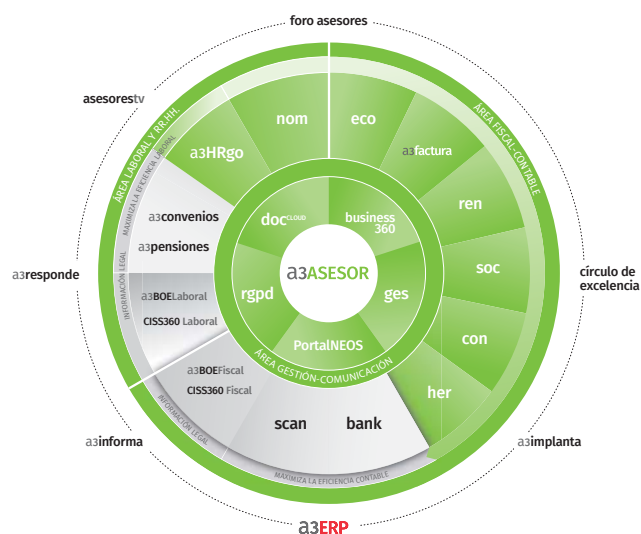 foro asesores
asesorestv
a3responde
a3informa
a3ERP
a3implanta
círculo de
excelencia
ÁREA LABORAL Y RR.HH.
MAXIMIZA LA EFICIENCIA LABORAL
INFORMACIÓN LEGAL
ÁREA FISCAL-CONTABLE
nom
eco
a3factura
a3HRgo
ren
a3convenios
a3pensiones
soc
a3BOELaboral
CISS360 Laboral
con
a3BOEFiscal
CISS360 Fiscal
her
scan
bank
INFORMACIÓN LEGAL
MAXIMIZA LA EFICIENCIA CONTABLE
docCLOUD
business
360
a3ASESOR
rgpd
ges
PortalNEOS
ÁREA GESTIÓN-COMUNICACIÓN